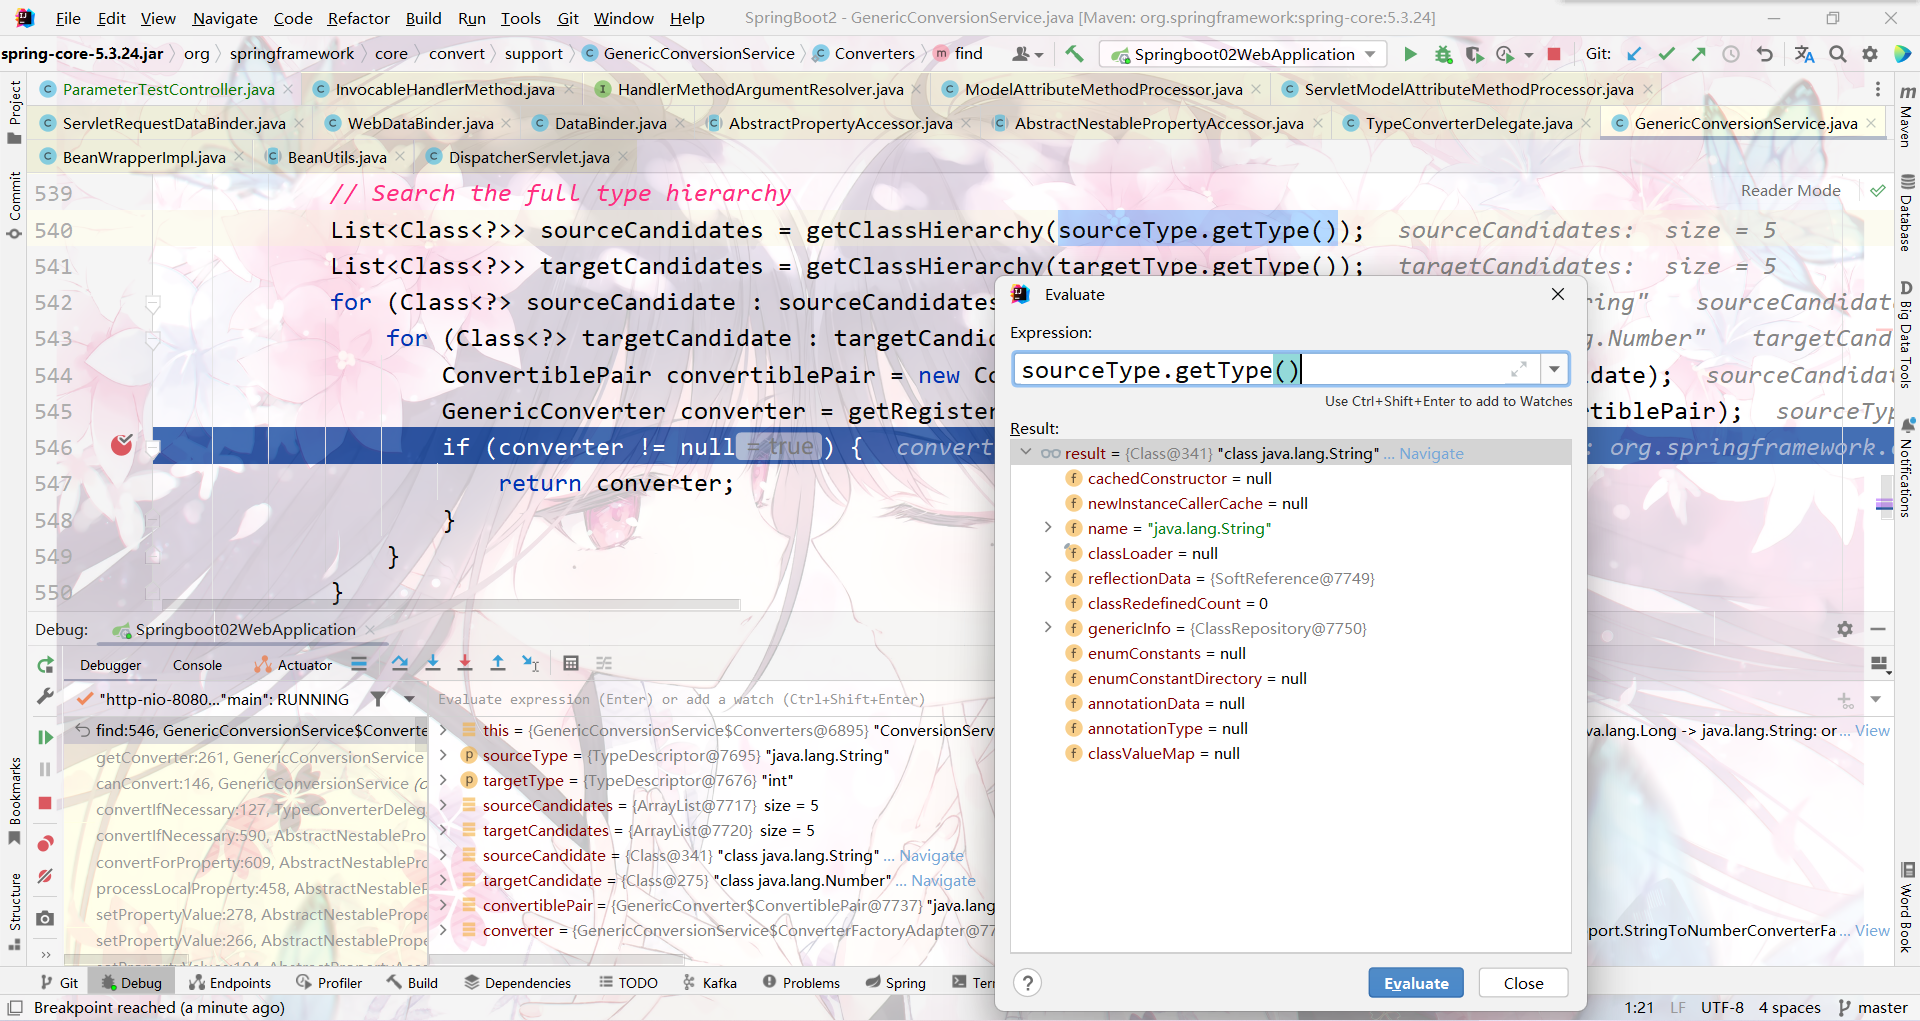 File Edit View Navigate Code Refactor Build Run Tools Git Window Help SpringBoot2 - GenericConversionService.java [Maven: org.springframework:spring-core:5.3.24]
spring-core-5.3.24.jar org springframework core convert support GenericConversionService Converters find Springboot02WebApplication Git:
ParameterTestController.java InvocableHandlerMethod.java HandlerMethodArgumentResolver.java ModelAttributeMethodProcessor.java ServletModelAttributeMethodProcessor.java
ServletRequestDataBinder.java WebDataBinder.java DataBinder.java AbstractPropertyAccessor.java AbstractNestablePropertyAccessor.java TypeConverterDelegate.java GenericConversionService.java
BeanWrapperImpl.java BeanUtils.java DispatcherServlet.java
Project
Commit
Bookmarks
Structure
Reader Mode
539 // Search the full type hierarchy
540 List<Class<?>> sourceCandidates = getClassHierarchy(sourceType.getType()); sourceCandidates: size = 5
541 List<Class<?>> targetCandidates = getClassHierarchy(targetType.getType()); targetCandidates: size = 5
542 for (Class<?> sourceCandidate : sourceCandidates ring" sourceCandidat
543 for (Class<?> targetCandidate : targetCandid g.Number" targetCand
544 ConvertiblePair convertiblePair = new Co date); sourceCand
545 GenericConverter converter = getRegister tiblePair); sourceTyp
546 if (converter != null = true ) { convert : org.springframework.
547 return converter;
548 }
549 }
550 }
Evaluate
Expression:
sourceType.getType()
Use Ctrl+Shift+Enter to add to Watches
Result:
result = {Class@341} "class java.lang.String" ... Navigate
cachedConstructor = null
newInstanceCallerCache = null
name = "java.lang.String"
classLoader = null
reflectionData = {SoftReference@7749}
classRedefinedCount = 0
genericInfo = {ClassRepository@7750}
enumConstants = null
enumConstantDirectory = null
annotationData = null
annotationType = null
classValueMap = null
? Evaluate Close
Debug: Springboot02WebApplication
Debugger Console Actuator
"http-nio-8080..."main": RUNNING
find:546, GenericConversionService$Converte
getConverter:261, GenericConversionService
canConvert:146, GenericConversionService (o
convertIfNecessary:127, TypeConverterDeleg
convertIfNecessary:590, AbstractNestablePro
convertForProperty:609, AbstractNestablePro
processLocalProperty:458, AbstractNestableP
setPropertyValue:278, AbstractNestablePrope
setPropertyValue:266, AbstractNestablePrope
Evaluate expression (Enter) or add a watch (Ctrl+Shift+Enter)
this = {GenericConversionService$Converters@6895} "ConversionServ va.lang.Long -> java.lang.String: or... View
sourceType = {TypeDescriptor@7695} "java.lang.String"
targetType = {TypeDescriptor@7676} "int"
sourceCandidates = {ArrayList@7717} size = 5
targetCandidates = {ArrayList@7720} size = 5
sourceCandidate = {Class@341} "class java.lang.String" ... Navigate
targetCandidate = {Class@275} "class java.lang.Number" ... Navigate
convertiblePair = {GenericConverter$ConvertiblePair@7737} "java.lang
converter = {GenericConversionService$ConverterFactoryAdapter@77 port.StringToNumberConverterFa... View
Maven
Database
Big Data Tools
Notifications
Word Book
Git Debug Endpoints Profiler Build Dependencies TODO Kafka Problems Spring Terr
Breakpoint reached (a minute ago) 1:21 LF UTF-8 4 spaces master